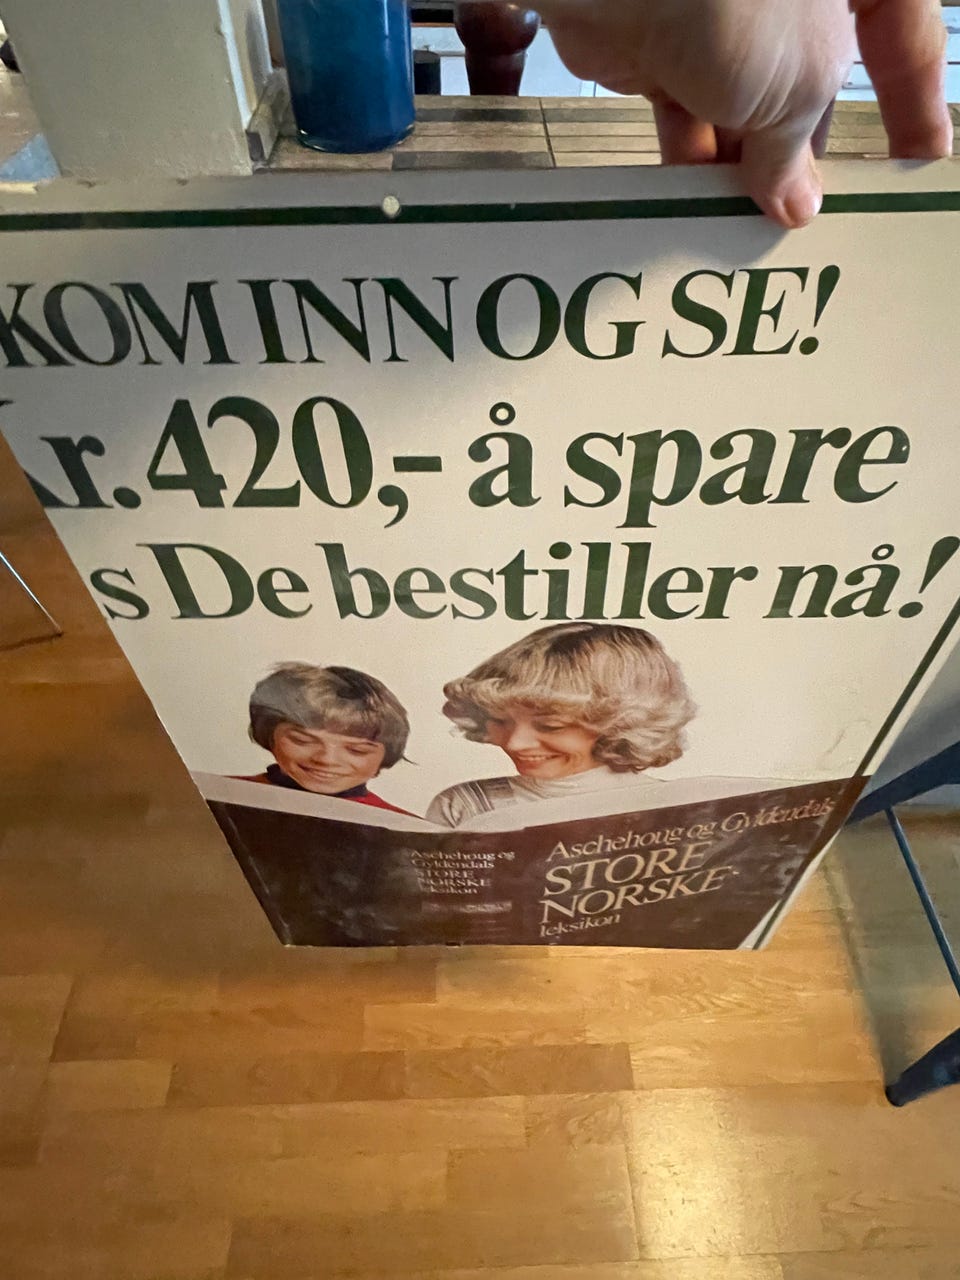 KOM INN OG SE!
Kr. 420,- å spare
s De bestiller nå!
Aschehoug og
Gyldendals
STORE
NORSKE
leksikon
Aschehoug og Gyldendals
STORE
NORSKE
leksikon